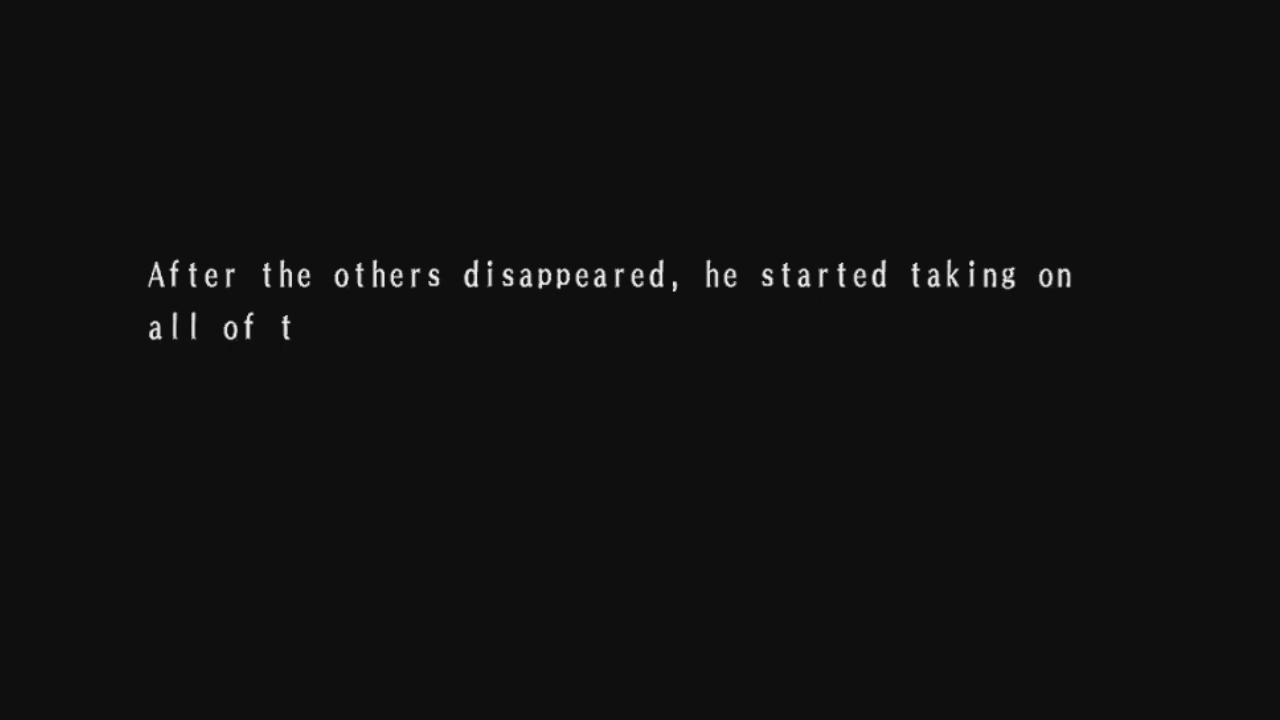 After the others disappeared, he started taking on
all of t